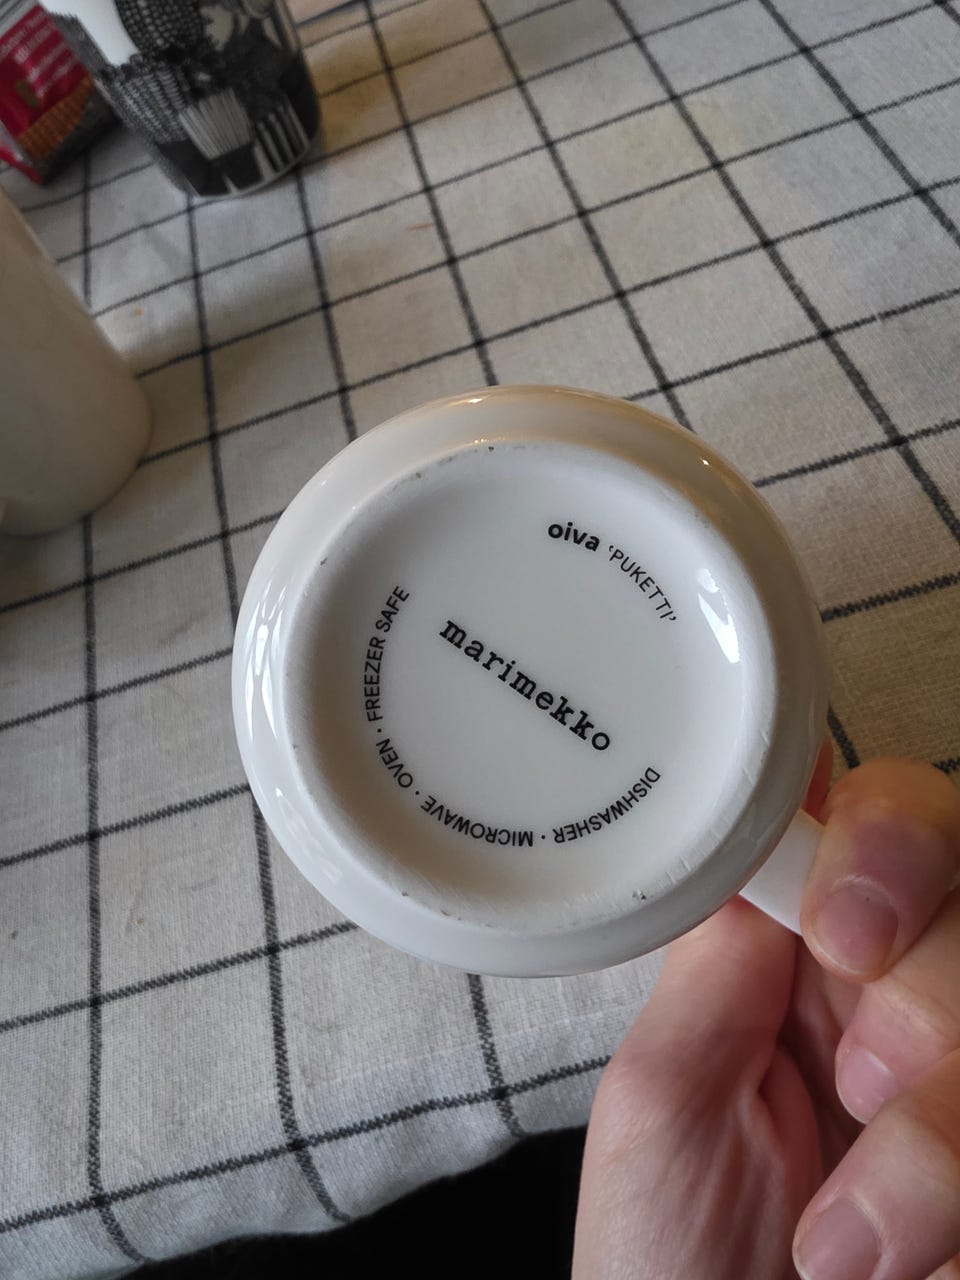 oiva 'PUKETTI'
marimekko
DISHWASHER · MICROWAVE · OVEN · FREEZER SAFE